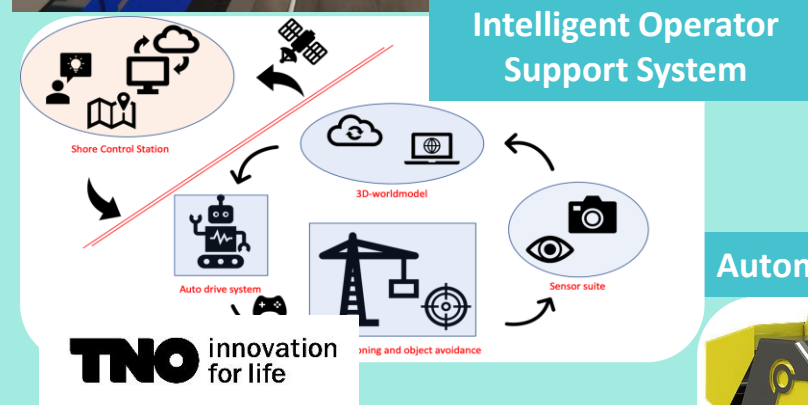 Intelligent Operator
Support System
Shore Control Station
3D-worldmodel
Auto drive system
Sensor suite
oning and object avoidance
Auton
TNO innovation
for life